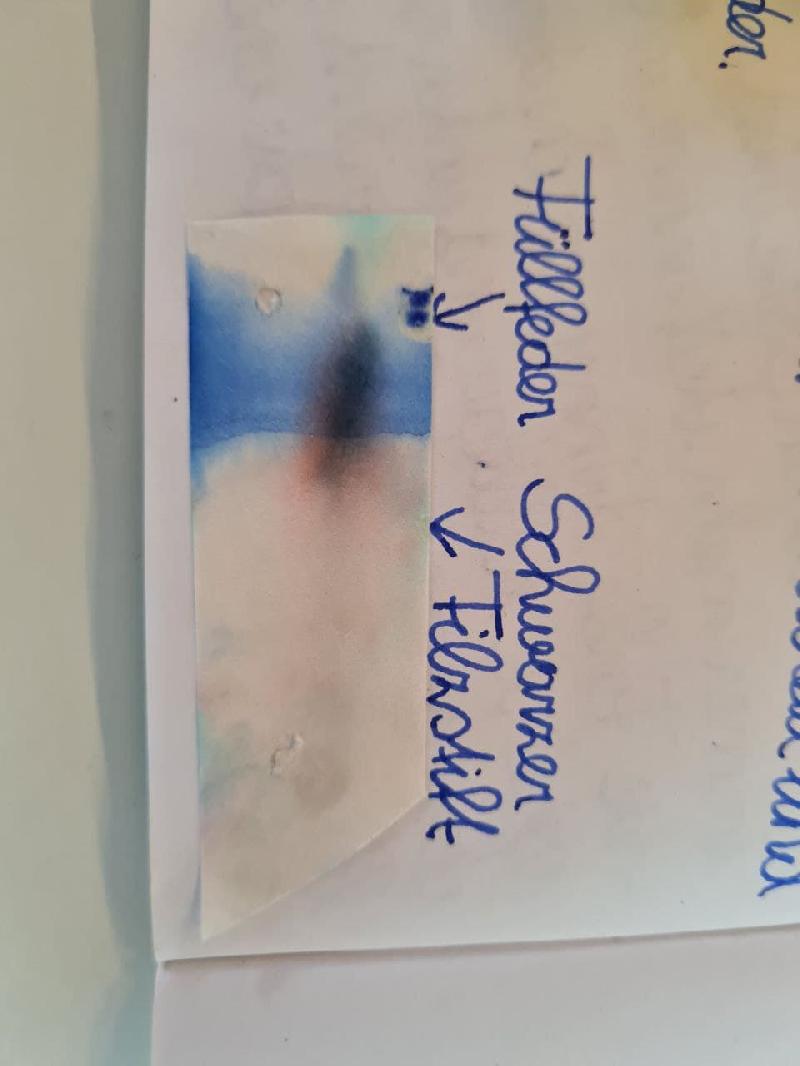 der.
Füllfeder Schwarzer
↓ ↓ Filzstift